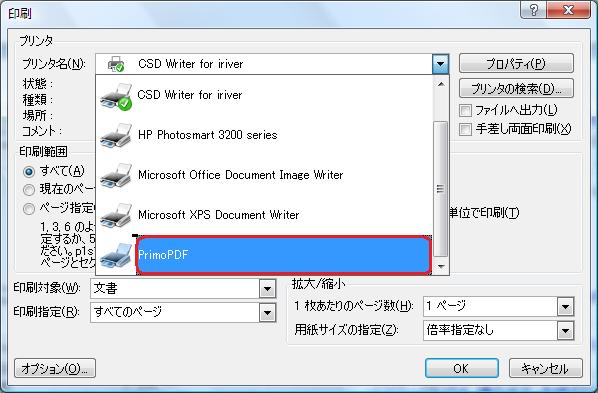 印刷
プリンタ
プリンタ名(N):
CSD Writer for iriver
プロパティ(P)
状態:
CSD Writer for iriver
プリンタの検索(D)...
種類:
ファイルへ出力(L)
場所:
手差し両面印刷(X)
コメント:
HP Photosmart 3200 series
印刷範囲
すべて(A)
Microsoft Office Document Image Writer
現在のペー
ページ指定(
Microsoft XPS Document Writer
単位で印刷(T)
1, 3, 6 のよ
定するか、5
ださい。p1s
PrimoPDF
ページとセク
印刷対象(W):
文書
印刷指定(R):
すべてのページ
拡大/縮小
1 枚あたりのページ数(H):
1 ページ
用紙サイズの指定(Z):
倍率指定なし
オプション(O)...
OK
キャンセル